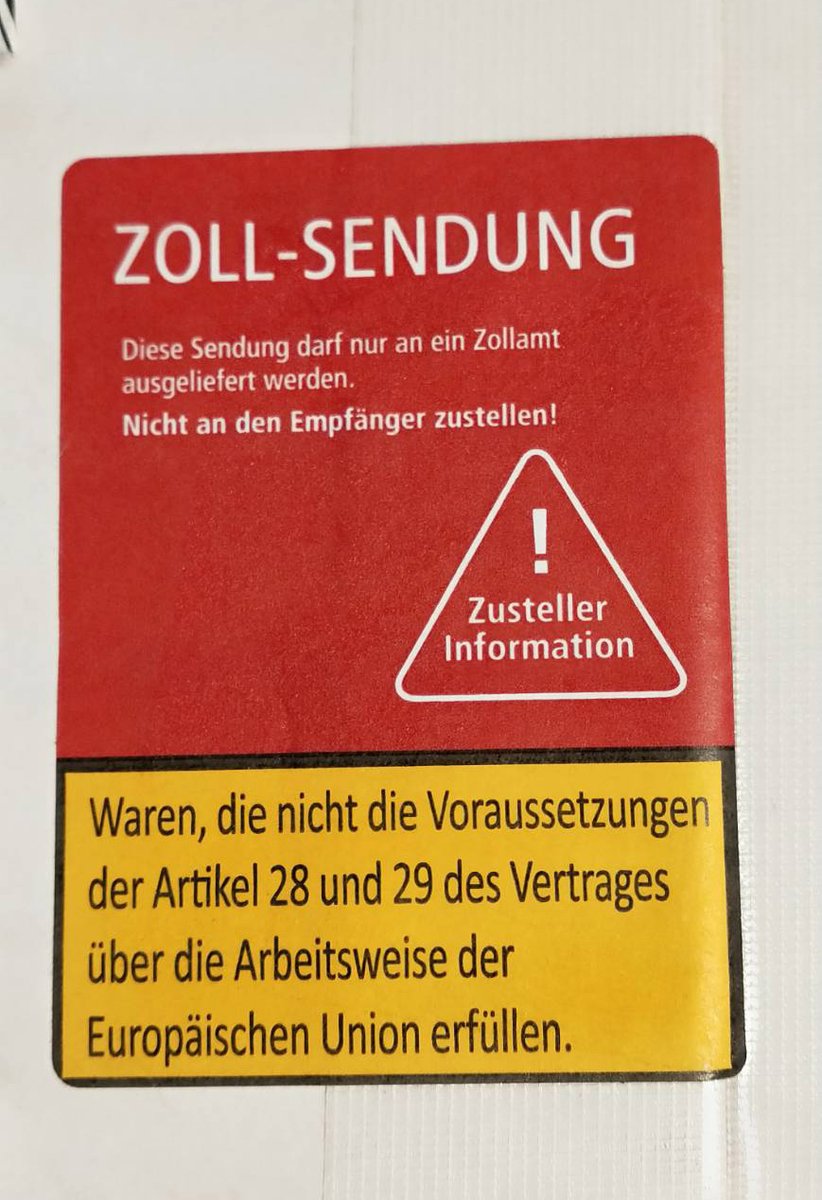 ZOLL-SENDUNG
Diese Sendung darf nur an ein Zollamt
ausgeliefert werden.
Nicht an den Empfänger zustellen!
!
Zusteller
Information
Waren, die nicht die Voraussetzungen
der Artikel 28 und 29 des Vertrages
über die Arbeitsweise der
Europäischen Union erfüllen.